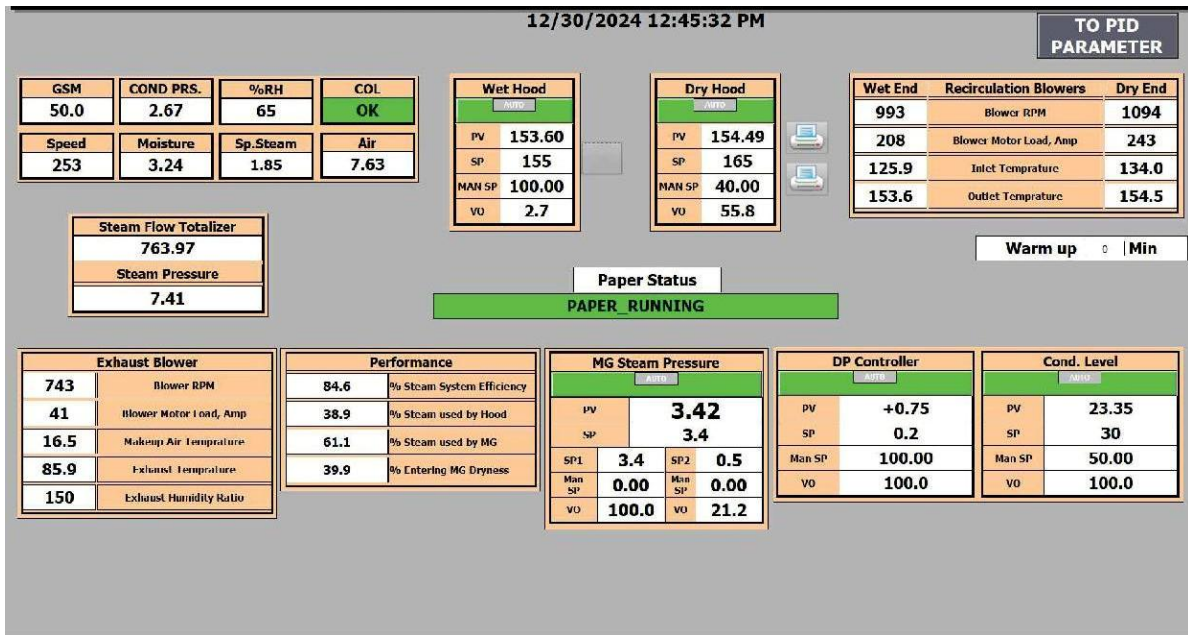 12/30/2024 12:45:32 PM
TO PID
PARAMETER
GSM COND PRS. %RH COL
50.0 2.67 65 OK
Speed Moisture Sp.Steam Air
253 3.24 1.85 7.63
Wet Hood
AUTO
PV 153.60
SP 155
MAN SP 100.00
VO 2.7
Dry Hood
AUTO
PV 154.49
SP 165
MAN SP 40.00
VO 55.8
Wet End Recirculation Blowers Dry End
993 Blower RPM 1094
208 Blower Motor Load, Amp 243
125.9 Inlet Temprature 134.0
153.6 Outlet Temprature 154.5
Steam Flow Totalizer
763.97
Steam Pressure
7.41
Warm up 0 Min
Paper Status
PAPER_RUNNING
Exhaust Blower
743 Blower RPM
41 Blower Motor Load, Amp
16.5 Makeup Air Temprature
85.9 Exhaust Temprature
150 Exhaust Humidity Ratio
Performance
84.6 % Steam System Efficiency
38.9 % Steam used by Hood
61.1 % Steam used by MG
39.9 % Entering MG Dryness
MG Steam Pressure
AUTO
PV 3.42
SP 3.4
SP1 3.4 SP2 0.5
Man SP 0.00 Man SP 0.00
VO 100.0 VO 21.2
DP Controller
AUTO
PV +0.75
SP 0.2
Man SP 100.00
VO 100.0
Cond. Level
AUTO
PV 23.35
SP 30
Man SP 50.00
VO 100.0